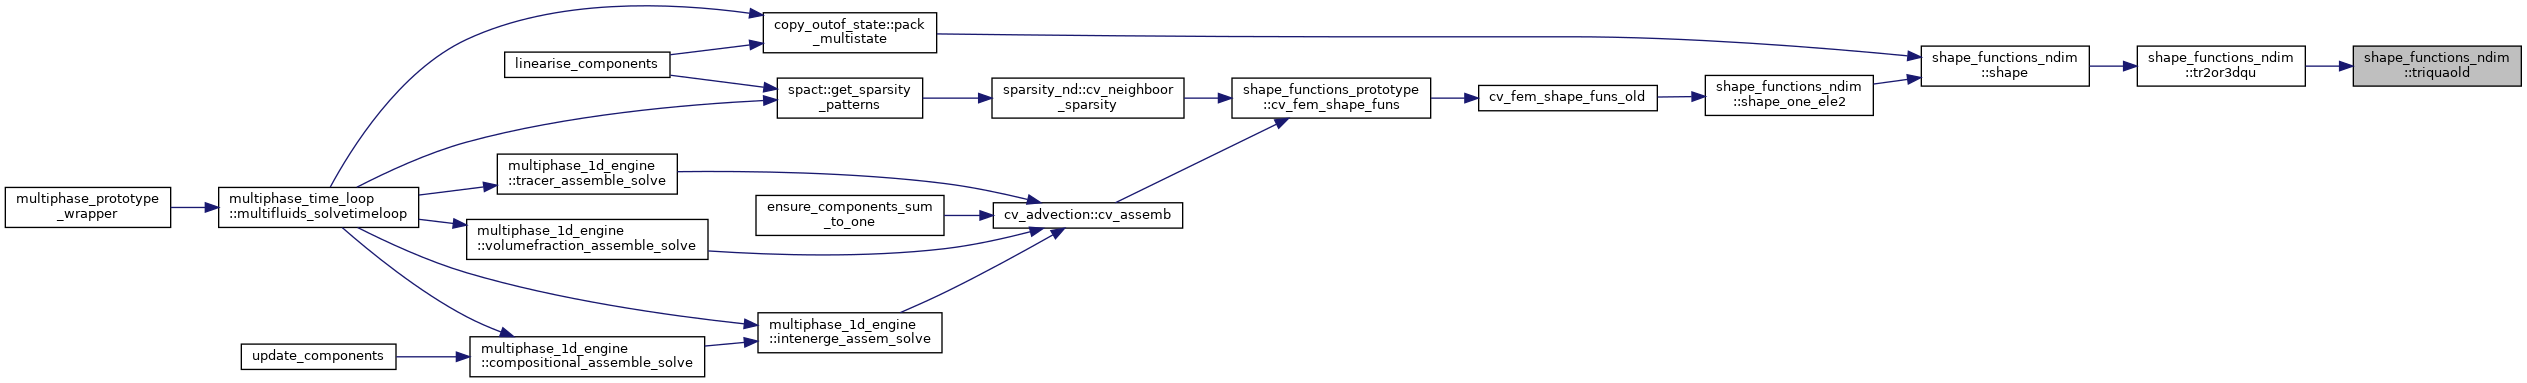 copy_outof_state::pack
_multistate
linearise_components
shape_functions_ndim
::shape
shape_functions_ndim
::tr2or3dqu
shape_functions_ndim
::triquaold
spact::get_sparsity
_patterns
sparsity_nd::cv_neighboor
_sparsity
shape_functions_prototype
::cv_fem_shape_funs
cv_fem_shape_funs_old
shape_functions_ndim
::shape_one_ele2
multiphase_1d_engine
::tracer_assemble_solve
multiphase_prototype
_wrapper
multiphase_time_loop
::multifluids_solvetimeloop
ensure_components_sum
_to_one
cv_advection::cv_assemb
multiphase_1d_engine
::volumefraction_assemble_solve
multiphase_1d_engine
::intenerge_assem_solve
update_components
multiphase_1d_engine
::compositional_assemble_solve